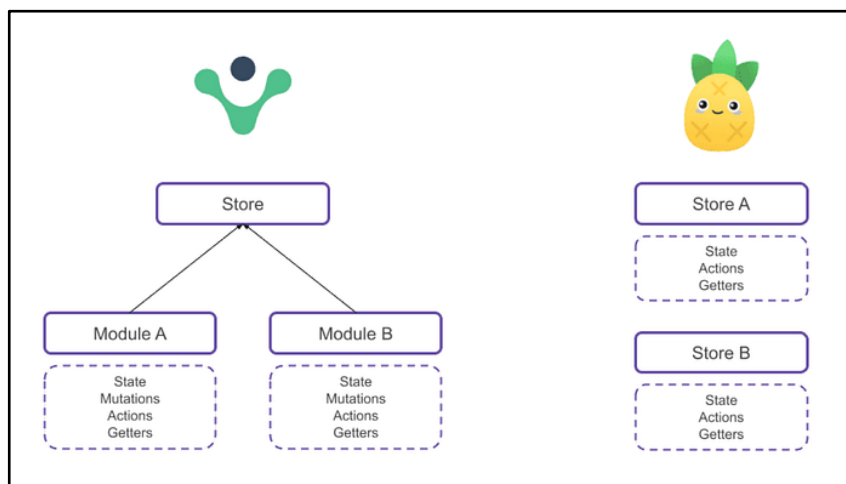 Store
Module A
State
Mutations
Actions
Getters
Module B
State
Mutations
Actions
Getters
Store A
State
Actions
Getters
Store B
State
Actions
Getters